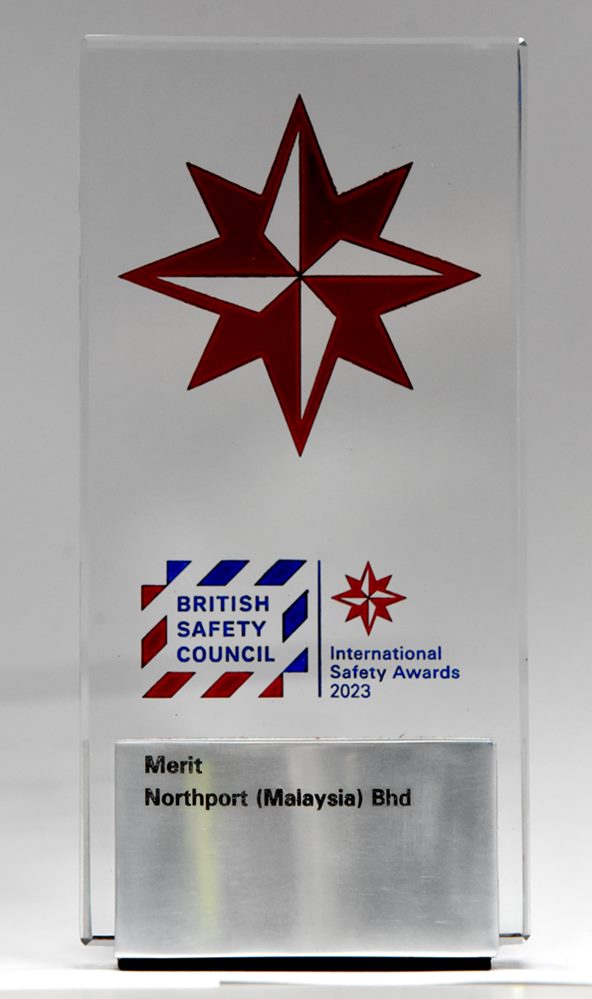 BRITISH
SAFETY
COUNCIL
International
Safety Awards
2023
Merit
Northport (Malaysia) Bhd